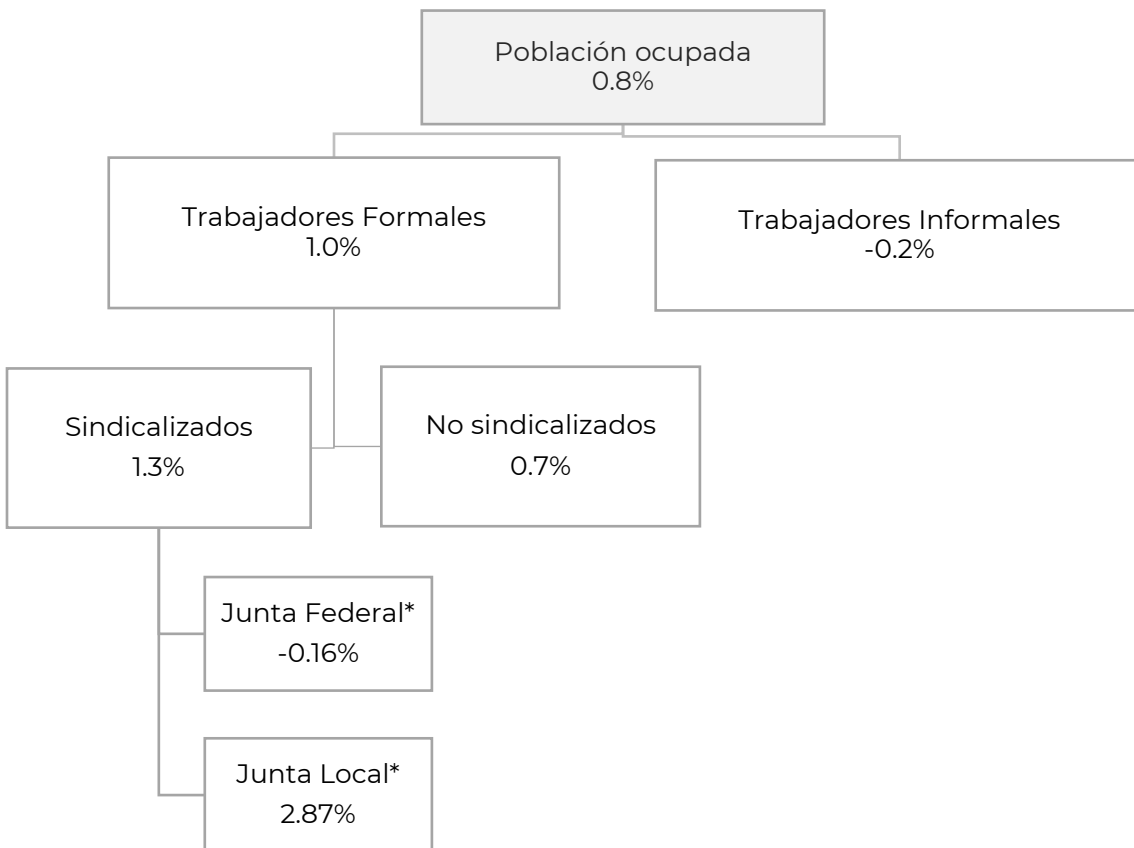 Población ocupada
0.8%
Trabajadores Formales
1.0%
Trabajadores Informales
-0.2%
Sindicalizados
1.3%
No sindicalizados
0.7%
Junta Federal*
-0.16%
Junta Local*
2.87%